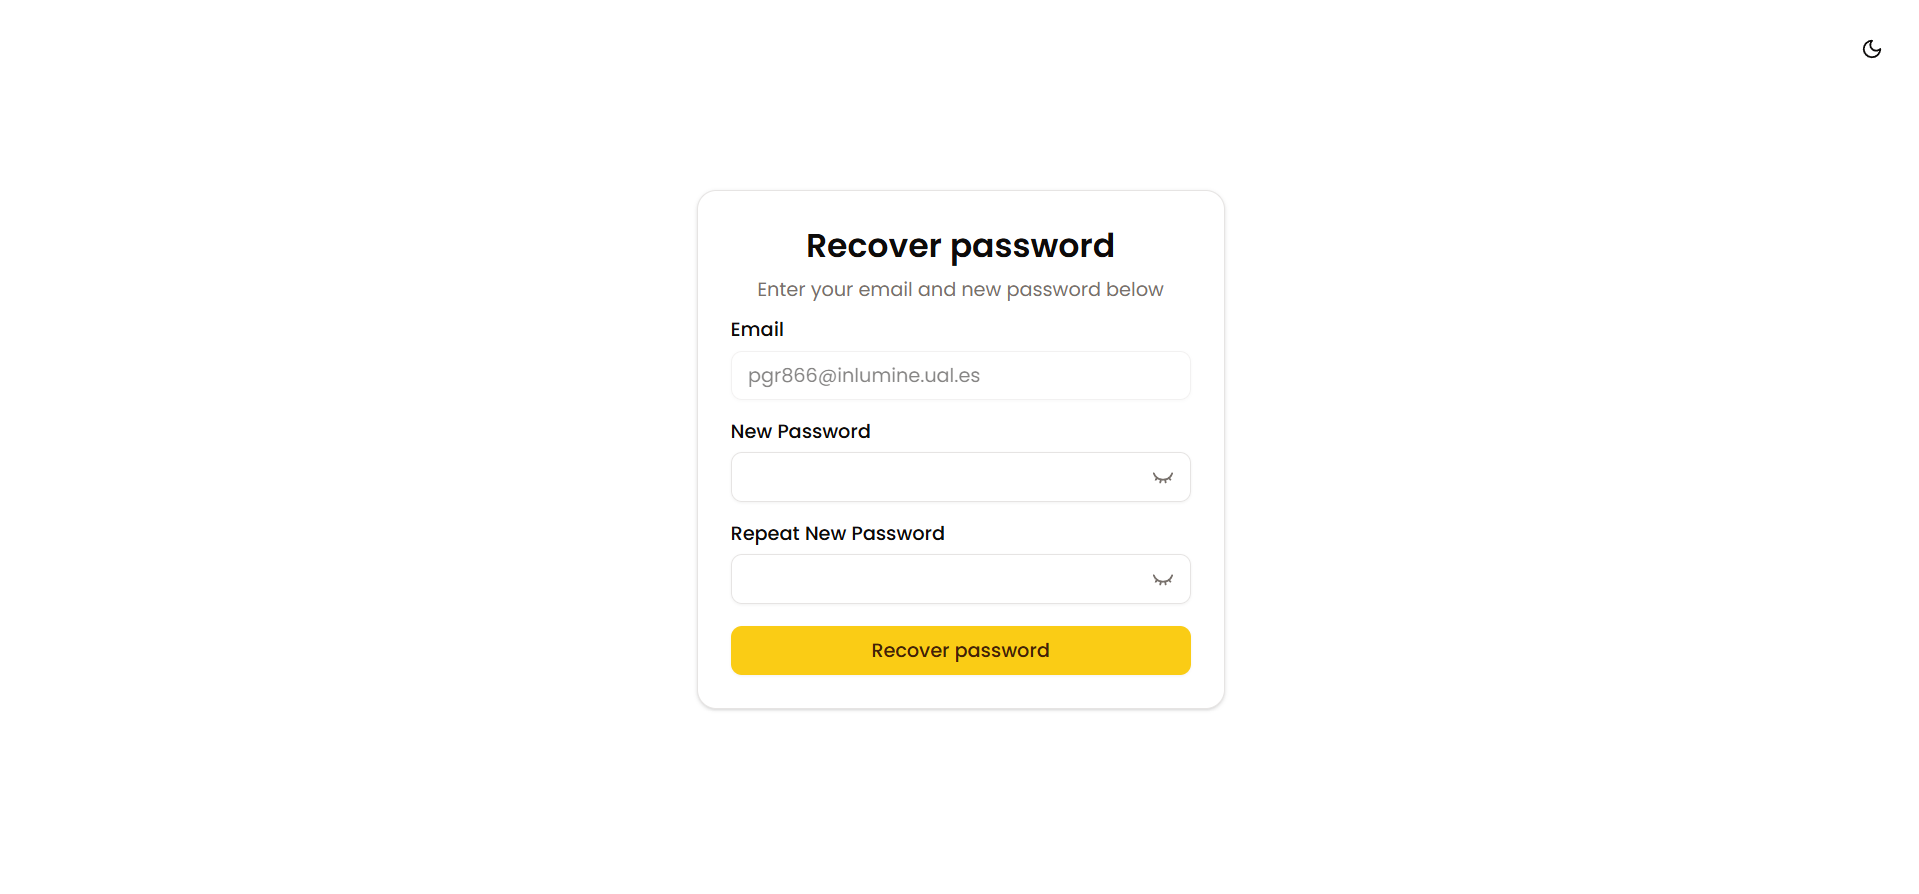 Recover password
Enter your email and new password below
Email
pgr866@inlumine.ual.es
New Password
Repeat New Password
Recover password